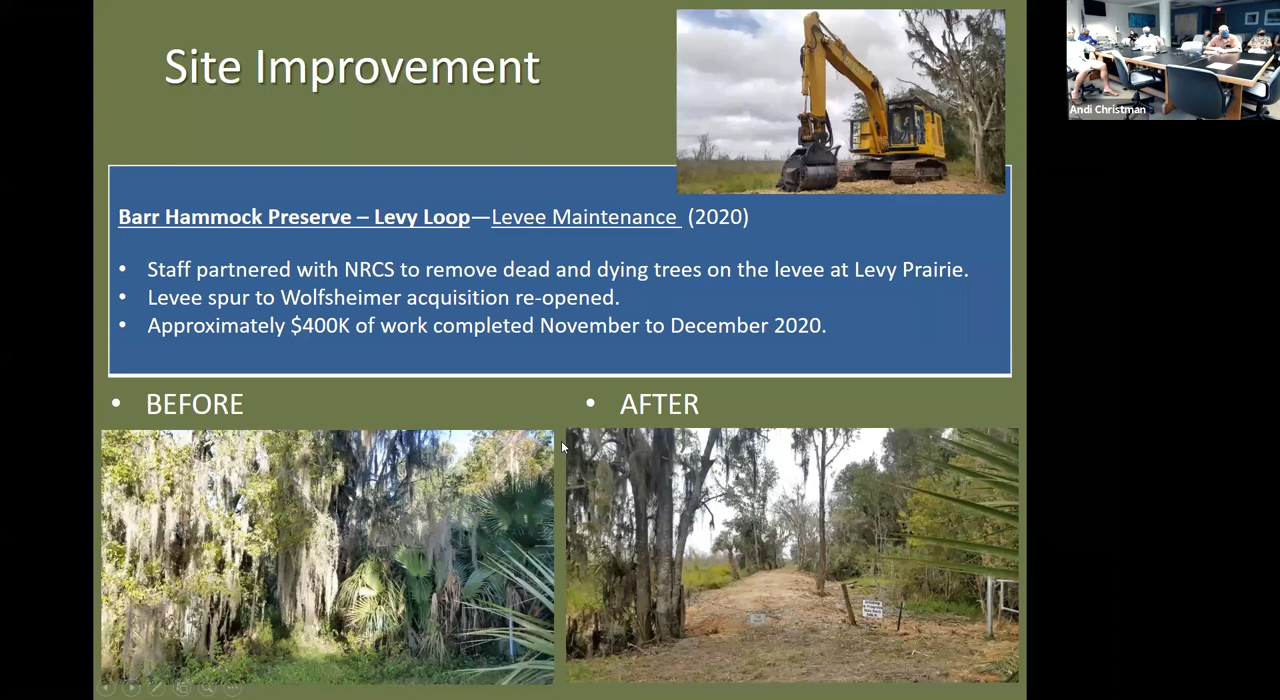 Site Improvement
Andi Christman
Barr Hammock Preserve – Levy Loop—Levee Maintenance (2020)
• Staff partnered with NRCS to remove dead and dying trees on the levee at Levy Prairie.
• Levee spur to Wolfsheimer acquisition re-opened.
• Approximately $400K of work completed November to December 2020.
• BEFORE
• AFTER